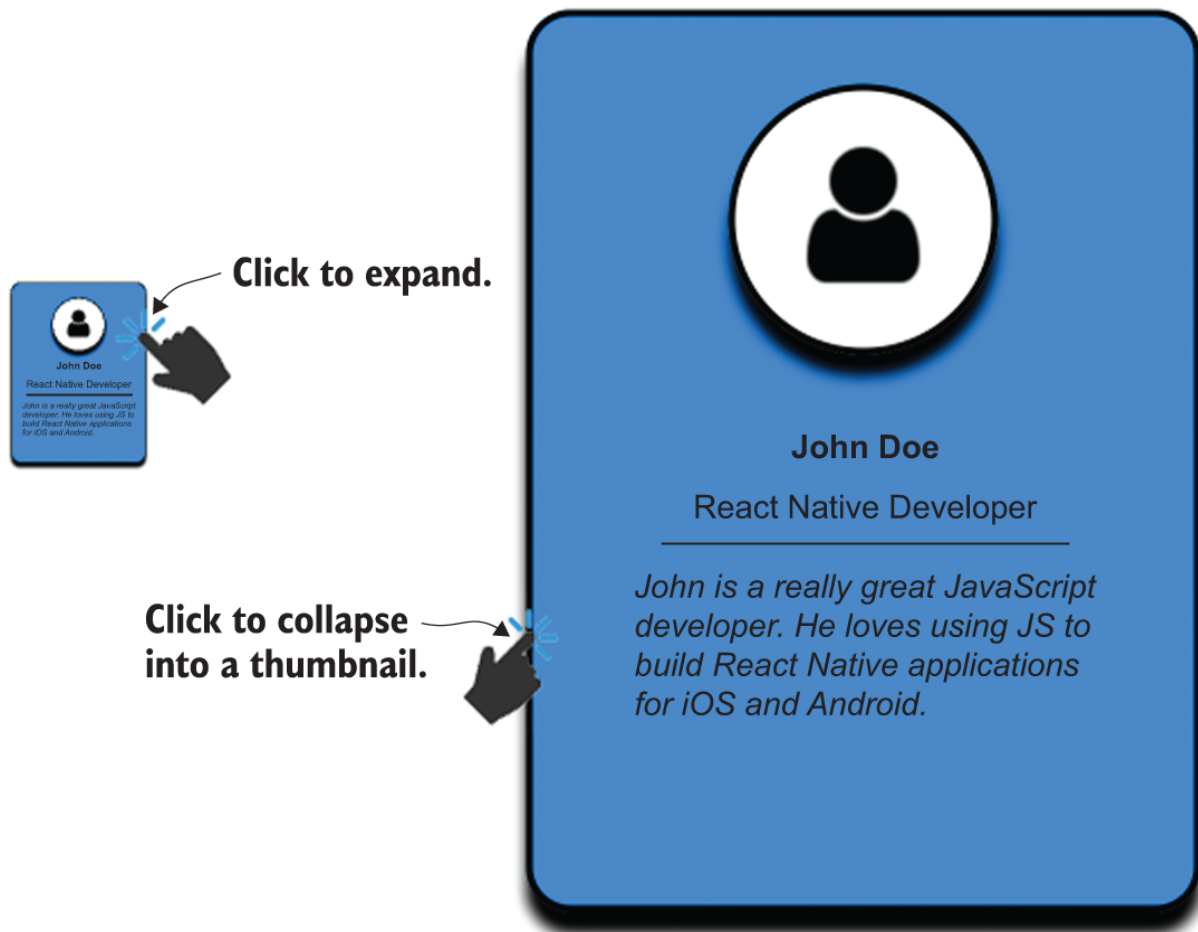 Click to expand.
John Doe
React Native Developer
John is a really great JavaScript
developer. He loves using JS to
build React Native applications
for iOS and Android.
Click to collapse
into a thumbnail.
John Doe
React Native Developer
John is a really great JavaScript
developer. He loves using JS to
build React Native applications
for iOS and Android.